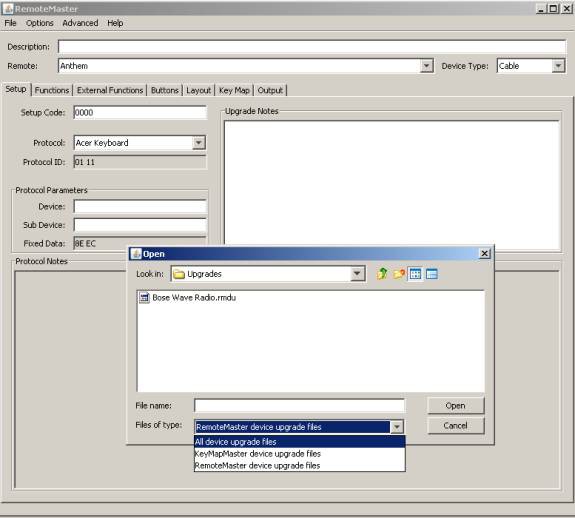 RemoteMaster
File Options Advanced Help
Description:
Remote: Anthem Device Type: Cable
Setup Functions External Functions Buttons Layout Key Map Output
Setup Code: 0000
Upgrade Notes
Protocol: Acer Keyboard
Protocol ID: 01 11
Protocol Parameters
Device:
Sub Device:
Fixed Data: 8E EC
Protocol Notes
Open
Look in: Upgrades
Bose Wave Radio.rmdu
File name: Open
Files of type: RemoteMaster device upgrade files Cancel
All device upgrade files
KeyMapMaster device upgrade files
RemoteMaster device upgrade files